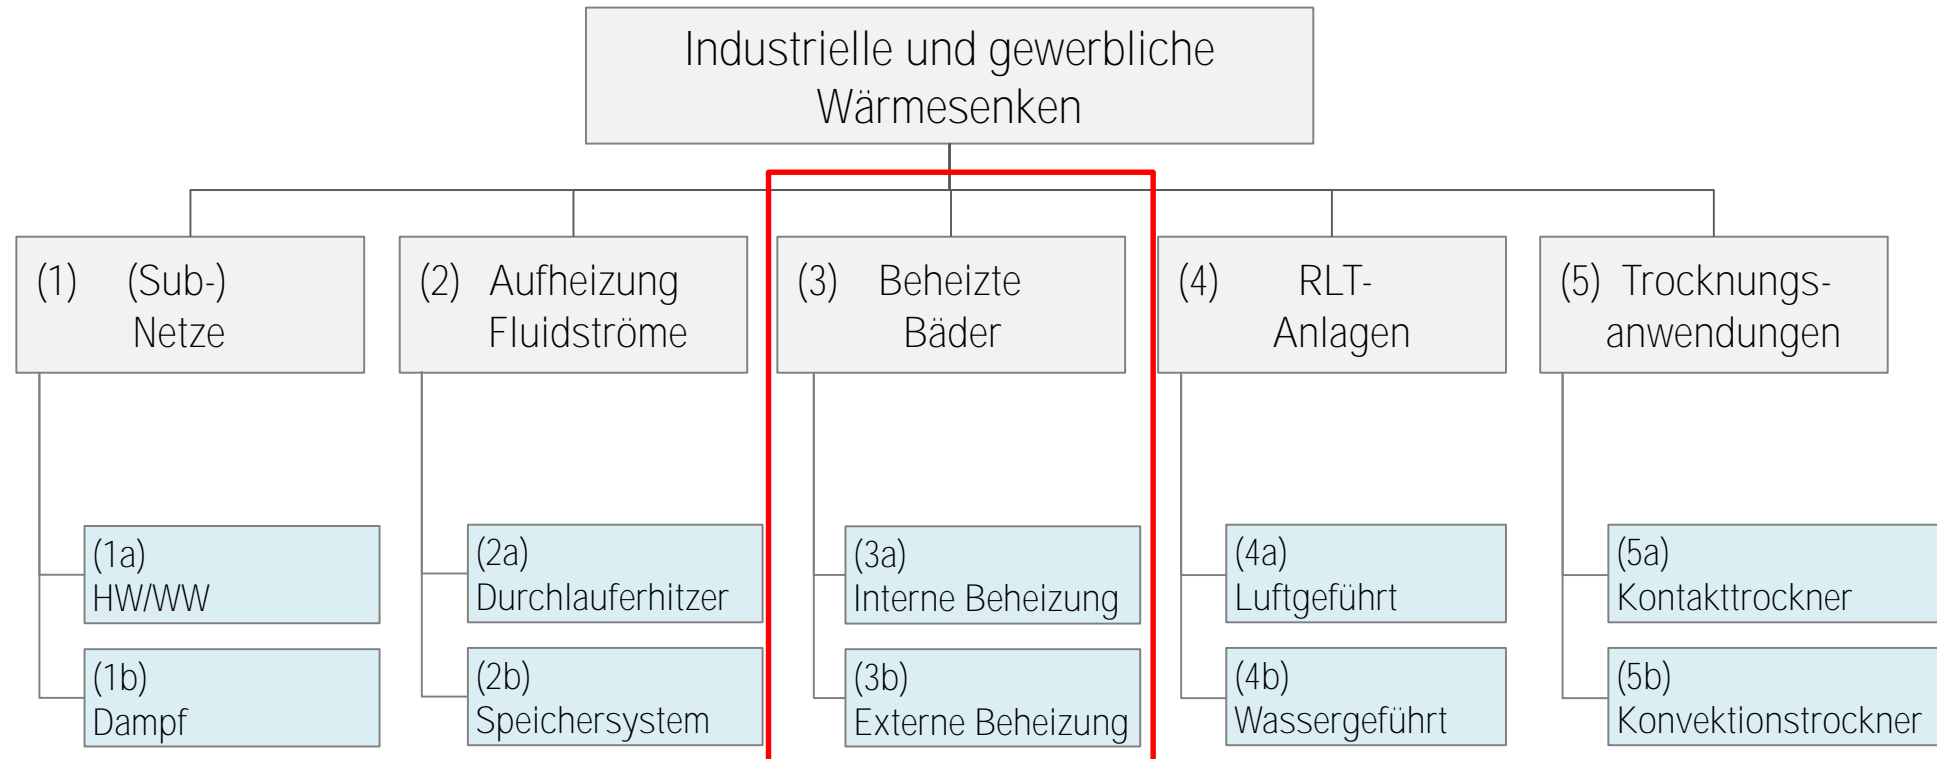 Industrielle und gewerbliche
Wärmesenken
(1) (Sub-)
Netze
(2) Aufheizung
Fluidströme
(3) Beheizte
Bäder
(4) RLT-
Anlagen
(5) Trocknungs-
anwendungen
(1a)
HW/WW
(1b)
Dampf
(2a)
Durchlauferhitzer
(2b)
Speichersystem
(3a)
Interne Beheizung
(3b)
Externe Beheizung
(4a)
Luftgeführt
(4b)
Wassergeführt
(5a)
Kontakttrockner
(5b)
Konvektionstrockner